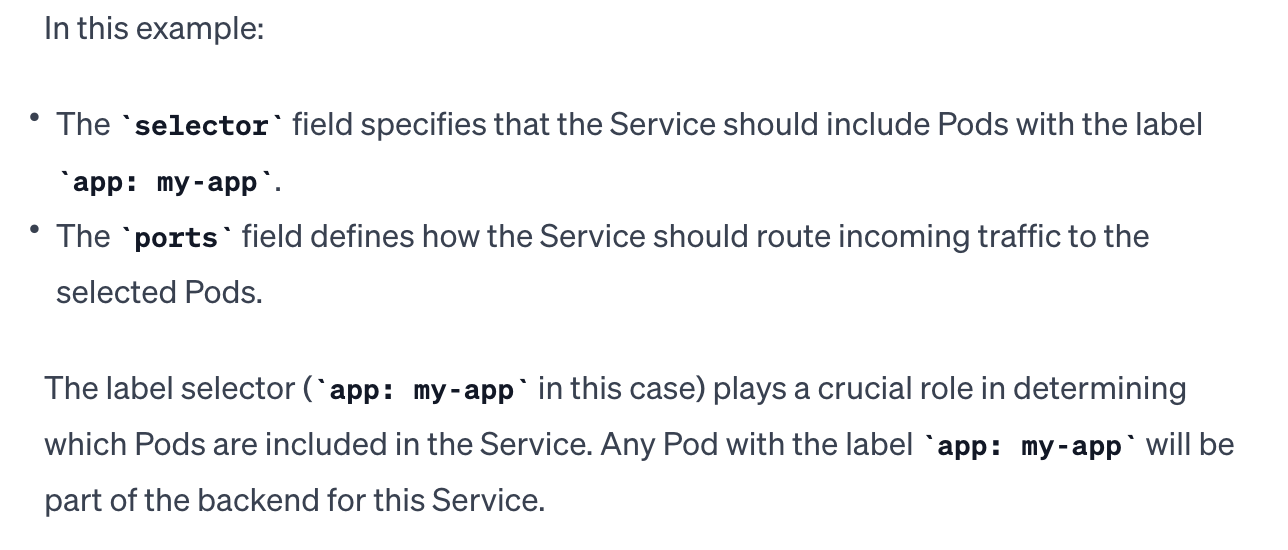 In this example:
• The `selector` field specifies that the Service should include Pods with the label
`app: my-app`.
• The `ports` field defines how the Service should route incoming traffic to the
selected Pods.
The label selector (`app: my-app` in this case) plays a crucial role in determining
which Pods are included in the Service. Any Pod with the label `app: my-app` will be
part of the backend for this Service.